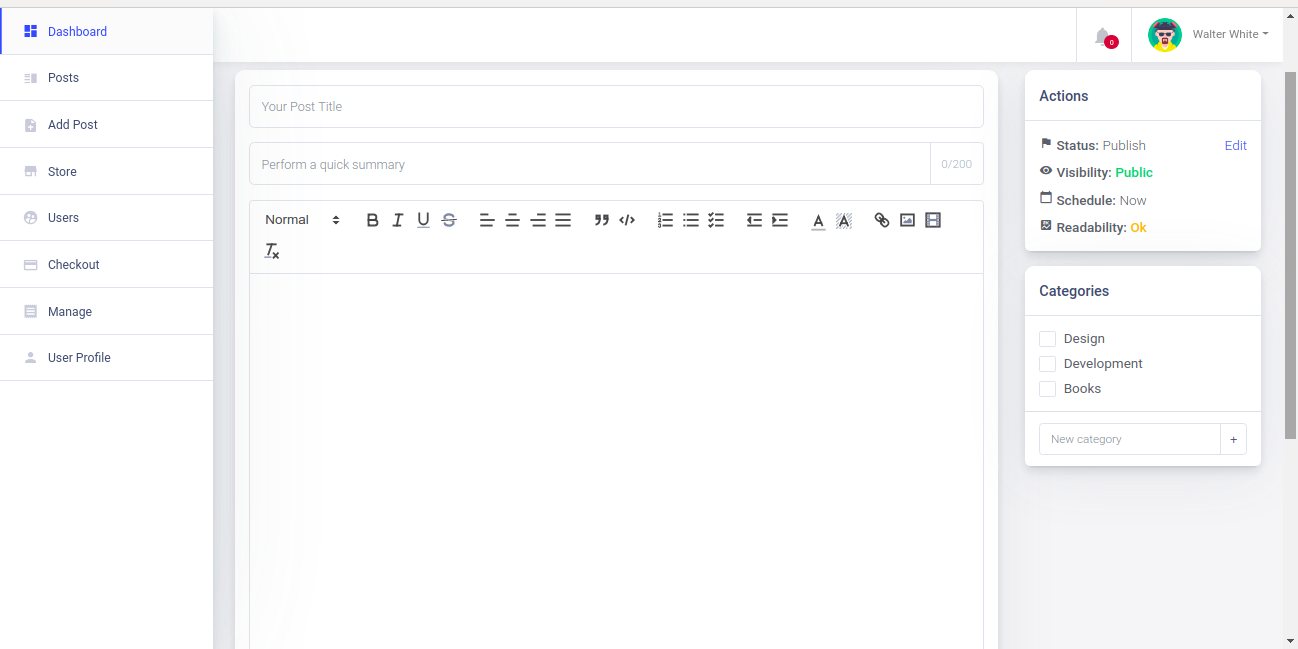 Dashboard
Posts
Add Post
Store
Users
Checkout
Manage
User Profile
0
Walter White
Your Post Title
Perform a quick summary
0/200
Normal
Actions
Status: Publish
Edit
Visibility: Public
Schedule: Now
Readability: Ok
Categories
Design
Development
Books
New category
+